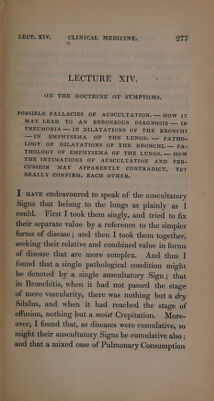 LECT. XIV. CLINICAL MEDICINE. 277
LECTURE XIV.
ON THE DOCTRINE OF SYMPTOMS.
POSSIBLE FALLACIES OF AUSCULTATION. — HOW IT
MAY LEAD TO AN ERRONEOUS DIAGNOSIS — IN
PNEUMONIA — IN DILATATIONS OF THE BRONCHI
— IN EMPHYSEMA OF THE LUNGS. — PATHO-
LOGY OF DILATATIONS OF THE BRONCHI. — PA-
THOLOGY OF EMPHYSEMA OF THE LUNGS. — HOW
THE INTIMATIONS OF AUSCULTATION AND PER-
CUSSION MAY APPARENTLY CONTRADICT, YET
REALLY CONFIRM, EACH OTHER.
I HAVE endeavoured to speak of the auscultatory
Signs that belong to the lungs as plainly as I
could. First I took them singly, and tried to fix
their separate value by a reference to the simpler
forms of disease; and then I took them together,
seeking their relative and combined value in forms
of disease that are more complex. And thus I
found that a single pathological condition might
be denoted by a single auscultatory Sign; that
in Bronchitis, when it had not passed the stage
of mere vascularity, there was nothing but a dry
Sibilus, and when it had reached the stage of
effusion, nothing but a moist Crepitation. More-
over, I found that, as diseases were cumulative, so
might their auscultatory Signs be cumulative also;
and that a mixed case of Pulmonary Consumption